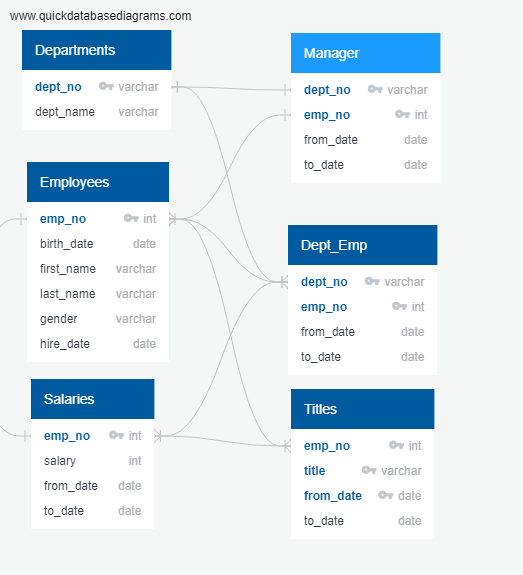 www.quickdatabasediagrams.com
Departments
dept_no varchar
dept_name varchar
Employees
emp_no int
birth_date date
first_name varchar
last_name varchar
gender varchar
hire_date date
Salaries
emp_no int
salary int
from_date date
to_date date
Manager
dept_no varchar
emp_no int
from_date date
to_date date
Dept_Emp
dept_no varchar
emp_no int
from_date date
to_date date
Titles
emp_no int
title varchar
from_date date
to_date date